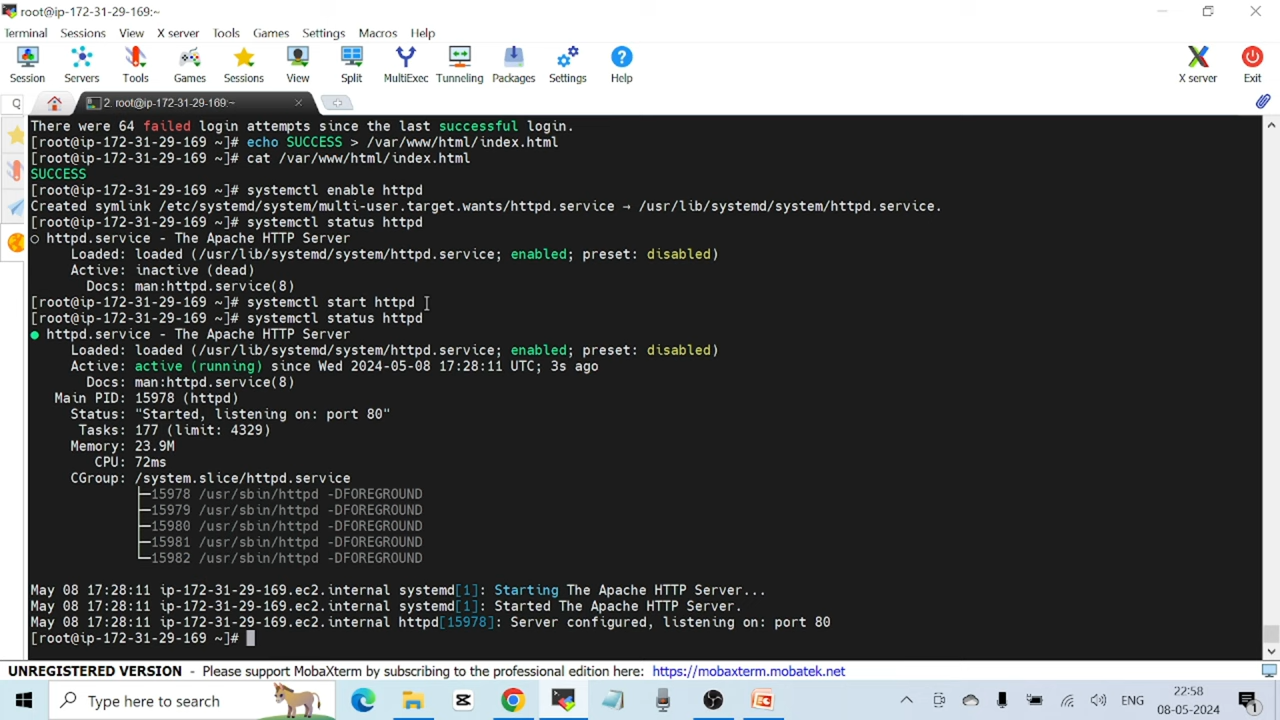 root@ip-172-31-29-169:~
Terminal Sessions View X server Tools Games Settings Macros Help
Session Servers Tools Games Sessions View Split MultiExec Tunneling Packages Settings Help X server Exit
2. root@ip-172-31-29-169:~
There were 64 failed login attempts since the last successful login.
[root@ip-172-31-29-169 ~]# echo SUCCESS > /var/www/html/index.html
[root@ip-172-31-29-169 ~]# cat /var/www/html/index.html
SUCCESS
[root@ip-172-31-29-169 ~]# systemctl enable httpd
Created symlink /etc/systemd/system/multi-user.target.wants/httpd.service → /usr/lib/systemd/system/httpd.service.
[root@ip-172-31-29-169 ~]# systemctl status httpd
○ httpd.service - The Apache HTTP Server
Loaded: loaded (/usr/lib/systemd/system/httpd.service; enabled; preset: disabled)
Active: inactive (dead)
Docs: man:httpd.service(8)
[root@ip-172-31-29-169 ~]# systemctl start httpd
[root@ip-172-31-29-169 ~]# systemctl status httpd
● httpd.service - The Apache HTTP Server
Loaded: loaded (/usr/lib/systemd/system/httpd.service; enabled; preset: disabled)
Active: active (running) since Wed 2024-05-08 17:28:11 UTC; 3s ago
Docs: man:httpd.service(8)
Main PID: 15978 (httpd)
Status: "Started, listening on: port 80"
Tasks: 177 (limit: 4329)
Memory: 23.9M
CPU: 72ms
CGroup: /system.slice/httpd.service
├─15978 /usr/sbin/httpd -DFOREGROUND
├─15979 /usr/sbin/httpd -DFOREGROUND
├─15980 /usr/sbin/httpd -DFOREGROUND
├─15981 /usr/sbin/httpd -DFOREGROUND
└─15982 /usr/sbin/httpd -DFOREGROUND
May 08 17:28:11 ip-172-31-29-169.ec2.internal systemd[1]: Starting The Apache HTTP Server...
May 08 17:28:11 ip-172-31-29-169.ec2.internal systemd[1]: Started The Apache HTTP Server.
May 08 17:28:11 ip-172-31-29-169.ec2.internal httpd[15978]: Server configured, listening on: port 80
[root@ip-172-31-29-169 ~]#
UNREGISTERED VERSION - Please support MobaXterm by subscribing to the professional edition here: https://mobaxterm.mobatek.net
Type here to search
ENG
22:58
08-05-2024
1